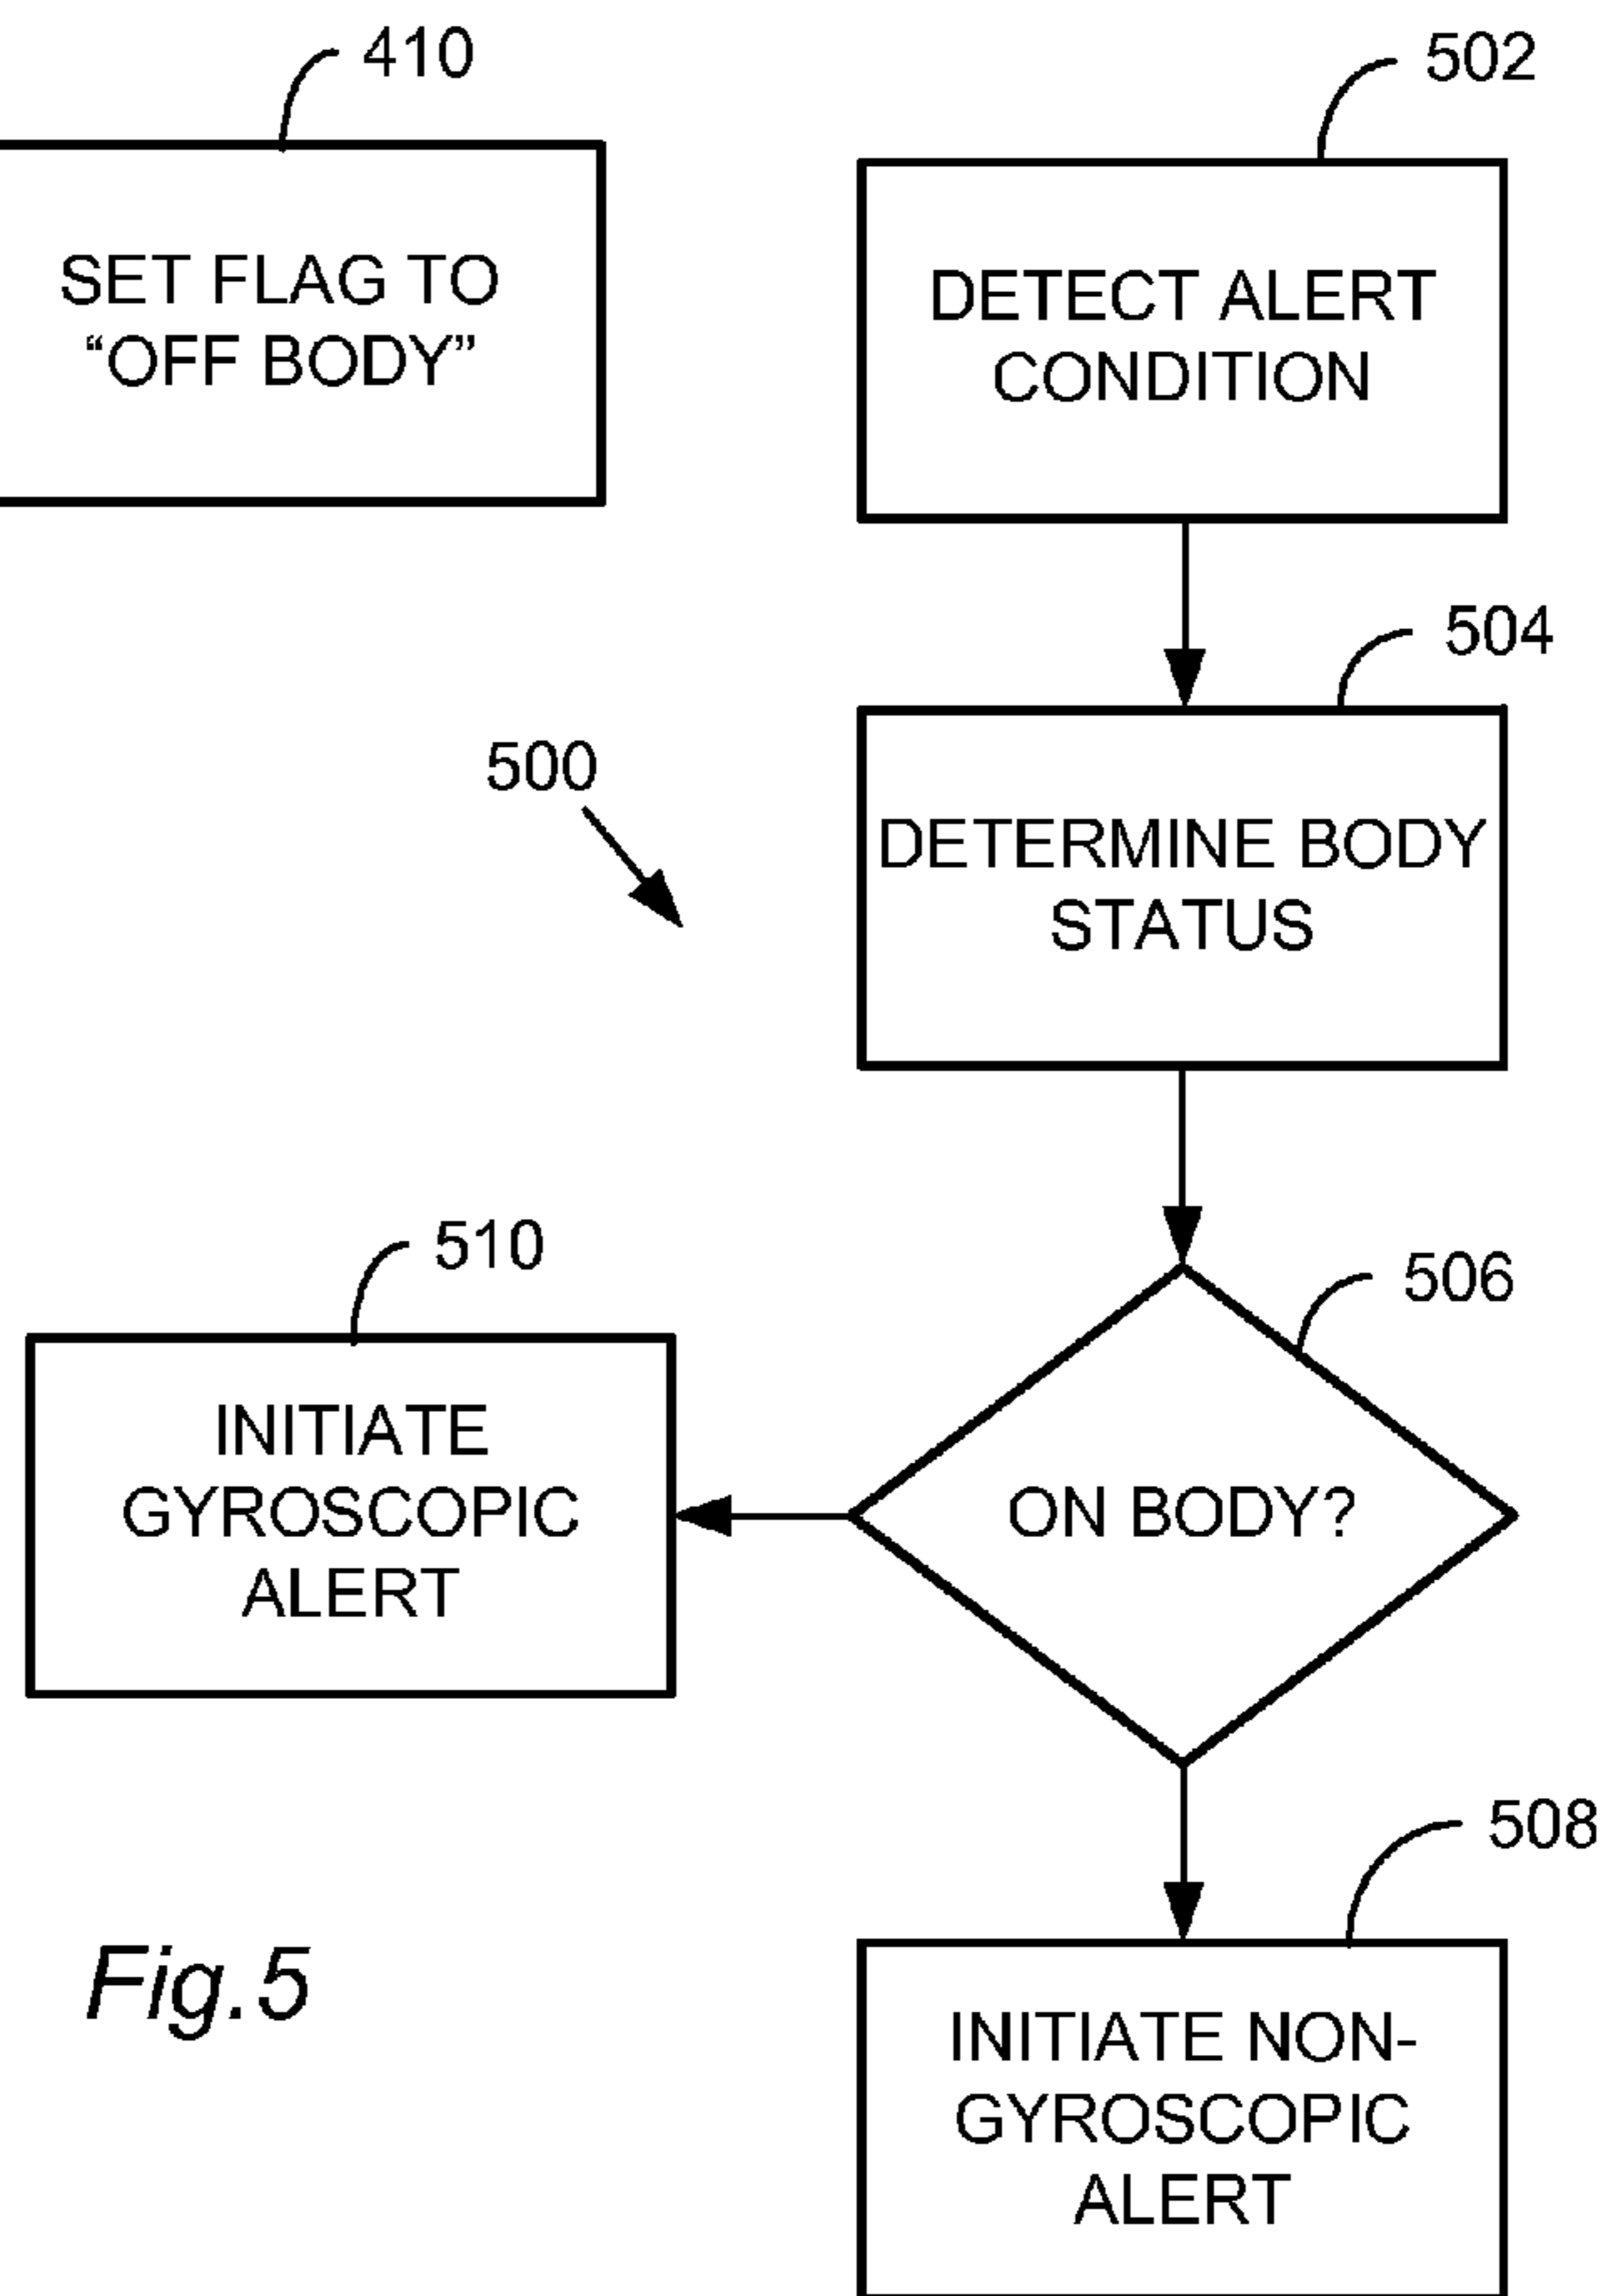 410
SET FLAG TO
“OFF BODY”
502
DETECT ALERT
CONDITION
504
DETERMINE BODY
STATUS
500
506
ON BODY?
510
INITIATE
GYROSCOPIC
ALERT
508
INITIATE NON-
GYROSCOPIC
ALERT
Fig.5